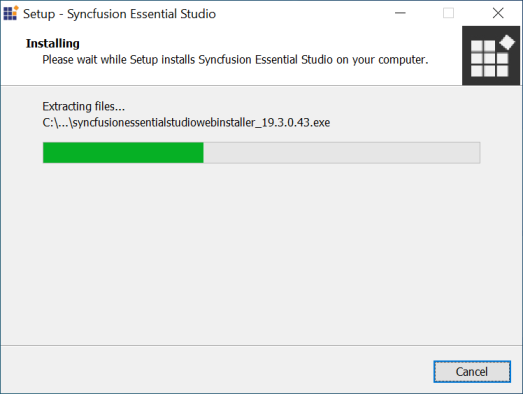 Setup - Syncfusion Essential Studio
Installing
Please wait while Setup installs Syncfusion Essential Studio on your computer.
Extracting files...
C:\...\syncfusionessentialstudiowebinstaller_19.3.0.43.exe
Cancel